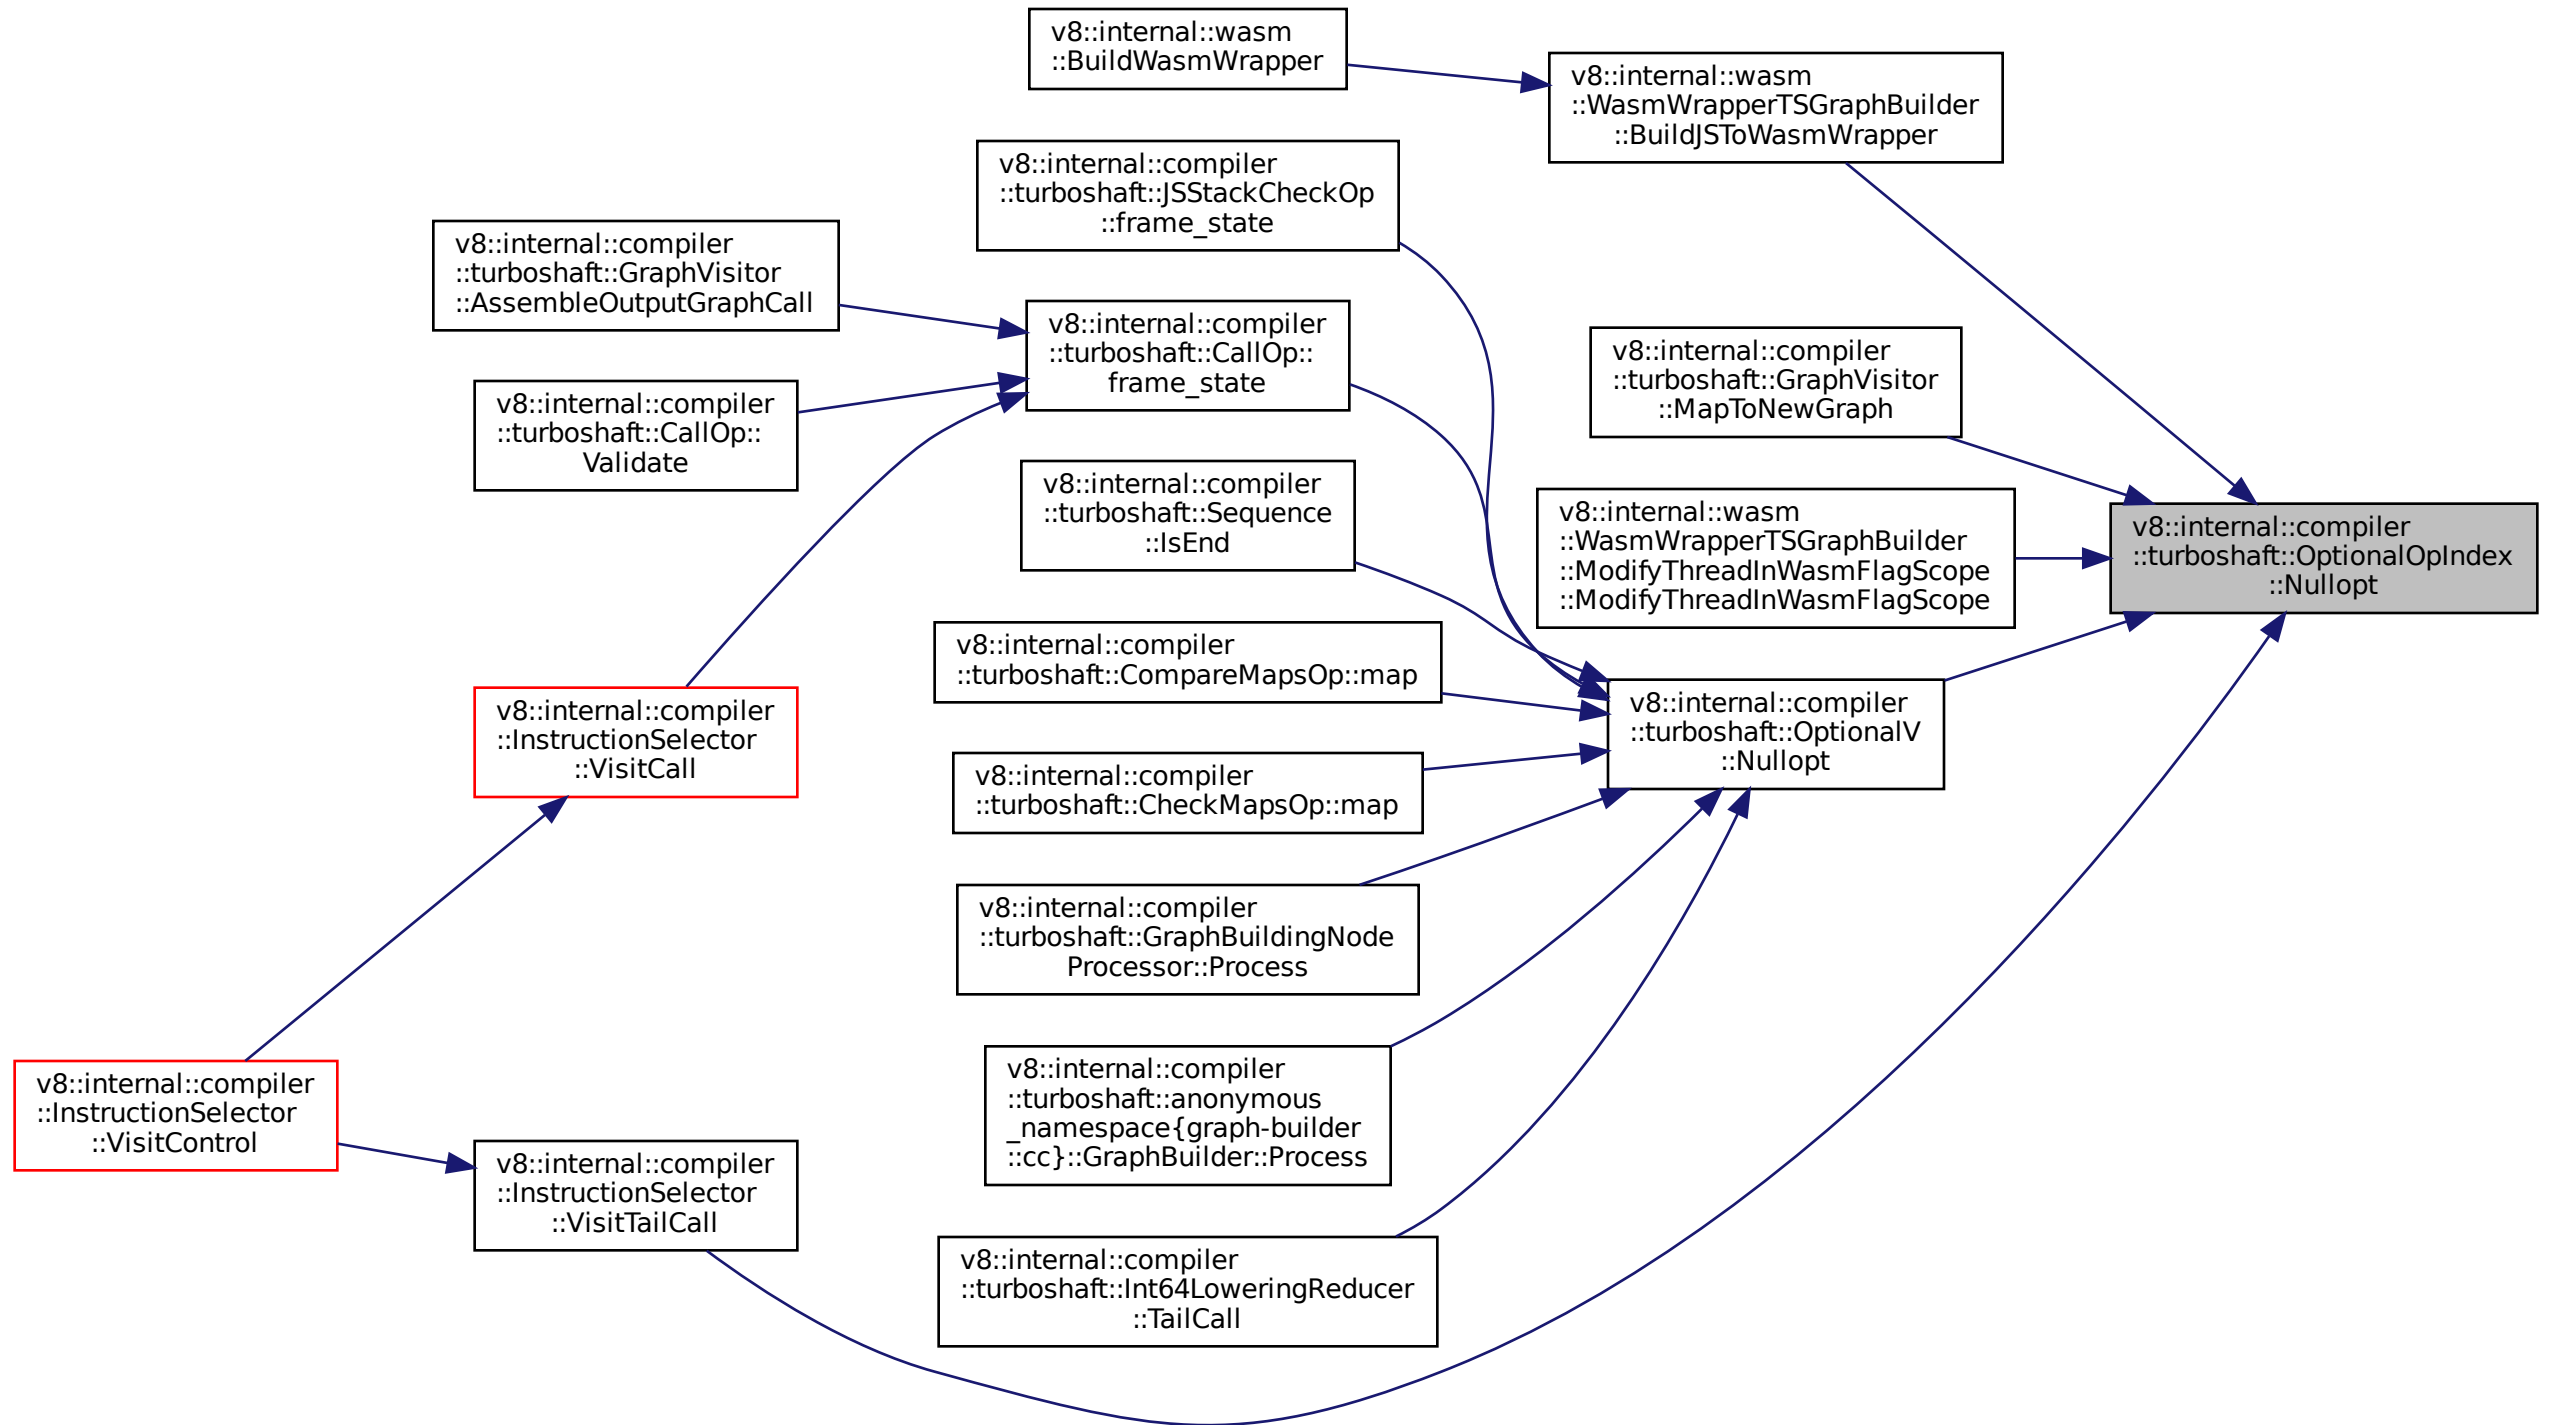 v8::internal::wasm
::BuildWasmWrapper
v8::internal::wasm
::WasmWrapperTSGraphBuilder
::BuildJSToWasmWrapper
v8::internal::compiler
::turboshaft::JSStackCheckOp
::frame_state
v8::internal::compiler
::turboshaft::GraphVisitor
::AssembleOutputGraphCall
v8::internal::compiler
::turboshaft::CallOp::
frame_state
v8::internal::compiler
::turboshaft::GraphVisitor
::MapToNewGraph
v8::internal::compiler
::turboshaft::CallOp::
Validate
v8::internal::compiler
::turboshaft::Sequence
::IsEnd
v8::internal::wasm
::WasmWrapperTSGraphBuilder
::ModifyThreadInWasmFlagScope
::ModifyThreadInWasmFlagScope
v8::internal::compiler
::turboshaft::OptionalOpIndex
::Nullopt
v8::internal::compiler
::turboshaft::CompareMapsOp::map
v8::internal::compiler
::InstructionSelector
::VisitCall
v8::internal::compiler
::turboshaft::OptionalV
::Nullopt
v8::internal::compiler
::turboshaft::CheckMapsOp::map
v8::internal::compiler
::turboshaft::GraphBuildingNode
Processor::Process
v8::internal::compiler
::turboshaft::anonymous
_namespace{graph-builder
::cc}::GraphBuilder::Process
v8::internal::compiler
::InstructionSelector
::VisitControl
v8::internal::compiler
::InstructionSelector
::VisitTailCall
v8::internal::compiler
::turboshaft::Int64LoweringReducer
::TailCall